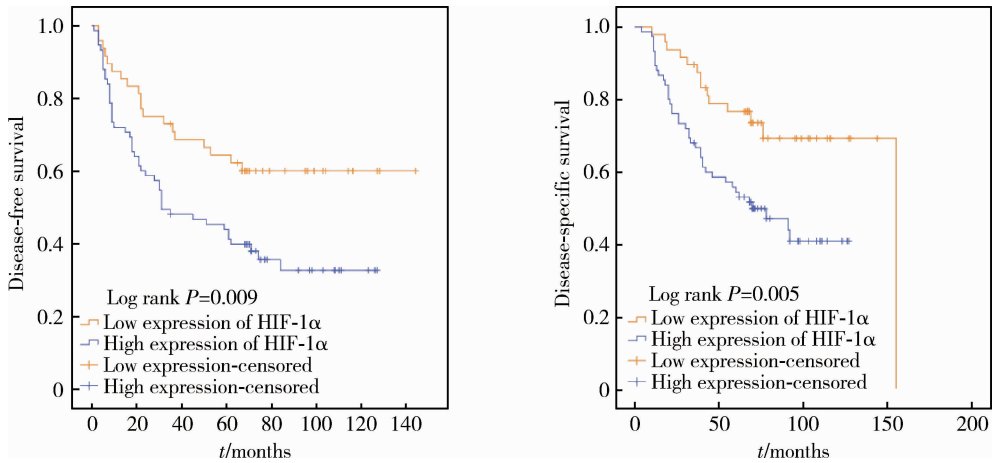 Disease-free survival
1.0
0.8
0.6
0.4
0.2
0
Log rank P=0.009
Low expression of HIF-1α
High expression of HIF-1α
Low expression-censored
High expression-censored
0 20 40 60 80 100 120 140
t/months
Disease-specific survival
1.0
0.8
0.6
0.4
0.2
0
Log rank P=0.005
Low expression of HIF-1α
High expression of HIF-1α
Low expression-censored
High expression-censored
0 50 100 150 200
t/months